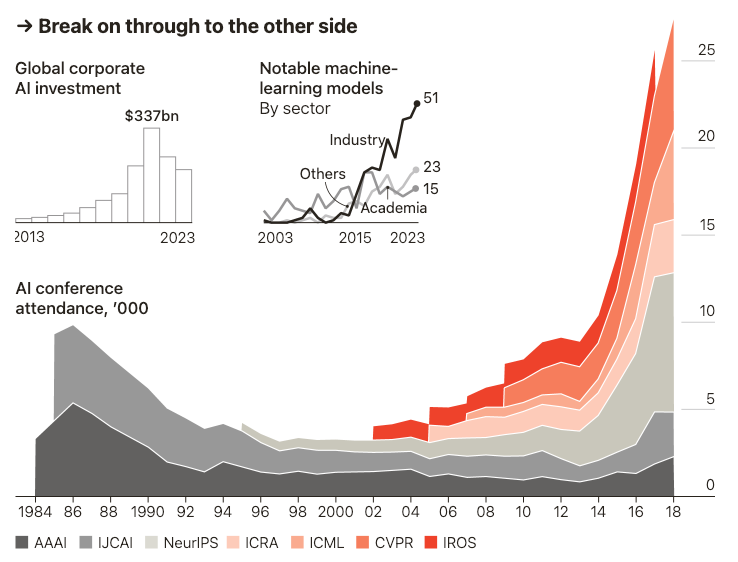 → Break on through to the other side
Global corporate
AI investment
$337bn
2013
2023
Notable machine-
learning models
By sector
51
Industry
Others
23
15
Academia
2003
2015
2023
AI conference
attendance, ’000
25
20
15
10
5
0
1984
86
88
1990
92
94
96
98
2000
02
04
06
08
10
12
14
16
18
AAAI
IJCAI
NeurIPS
ICRA
ICML
CVPR
IROS